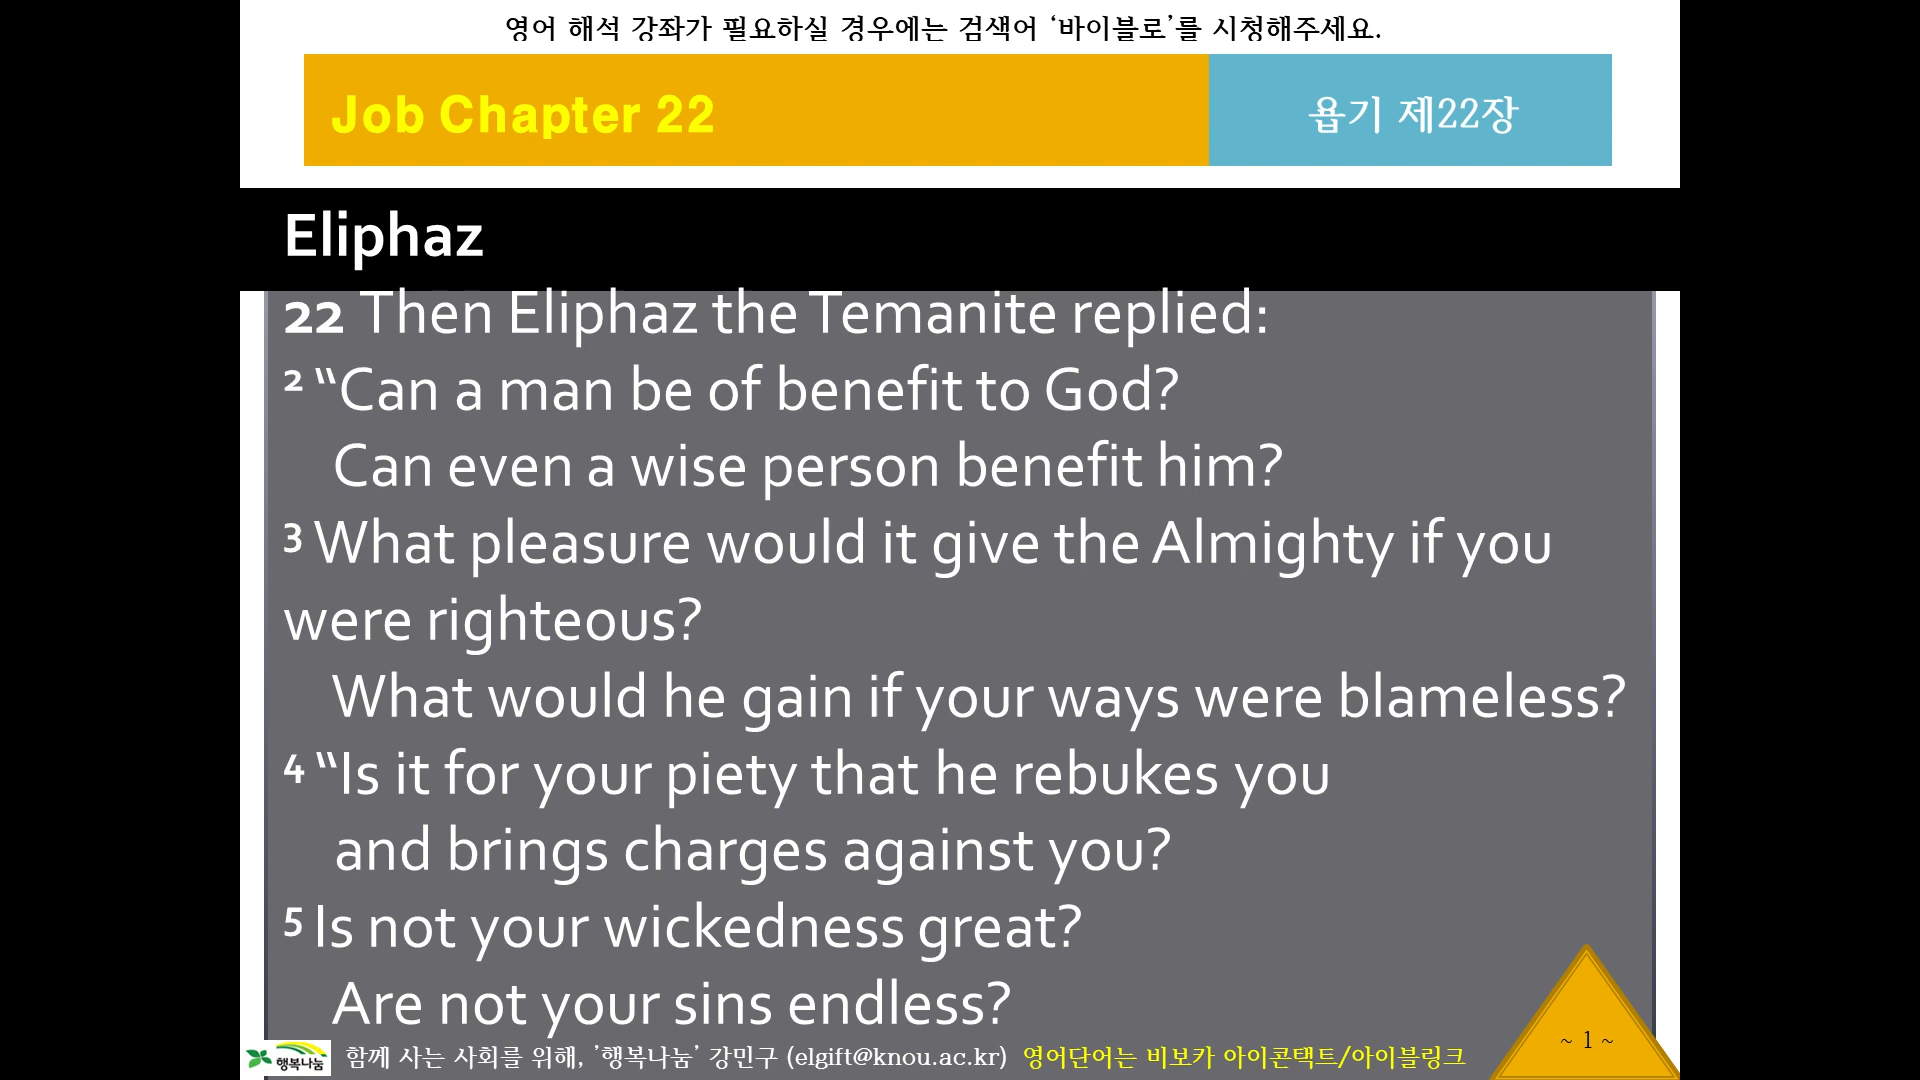 영어 해석 강좌가 필요하실 경우에는 검색어 ‘바이블로’를 시청해주세요.
Job Chapter 22
욥기 제22장
Eliphaz
22 Then Eliphaz the Temanite replied:
2 “Can a man be of benefit to God?
Can even a wise person benefit him?
3 What pleasure would it give the Almighty if you
were righteous?
What would he gain if your ways were blameless?
4 “Is it for your piety that he rebukes you
and brings charges against you?
5 Is not your wickedness great?
Are not your sins endless?
~ 1 ~
행복나눔
함께 사는 사회를 위해, ’행복나눔’ 강민구 (elgift@knou.ac.kr) 영어단어는 비보카 아이콘택트/아이블링크